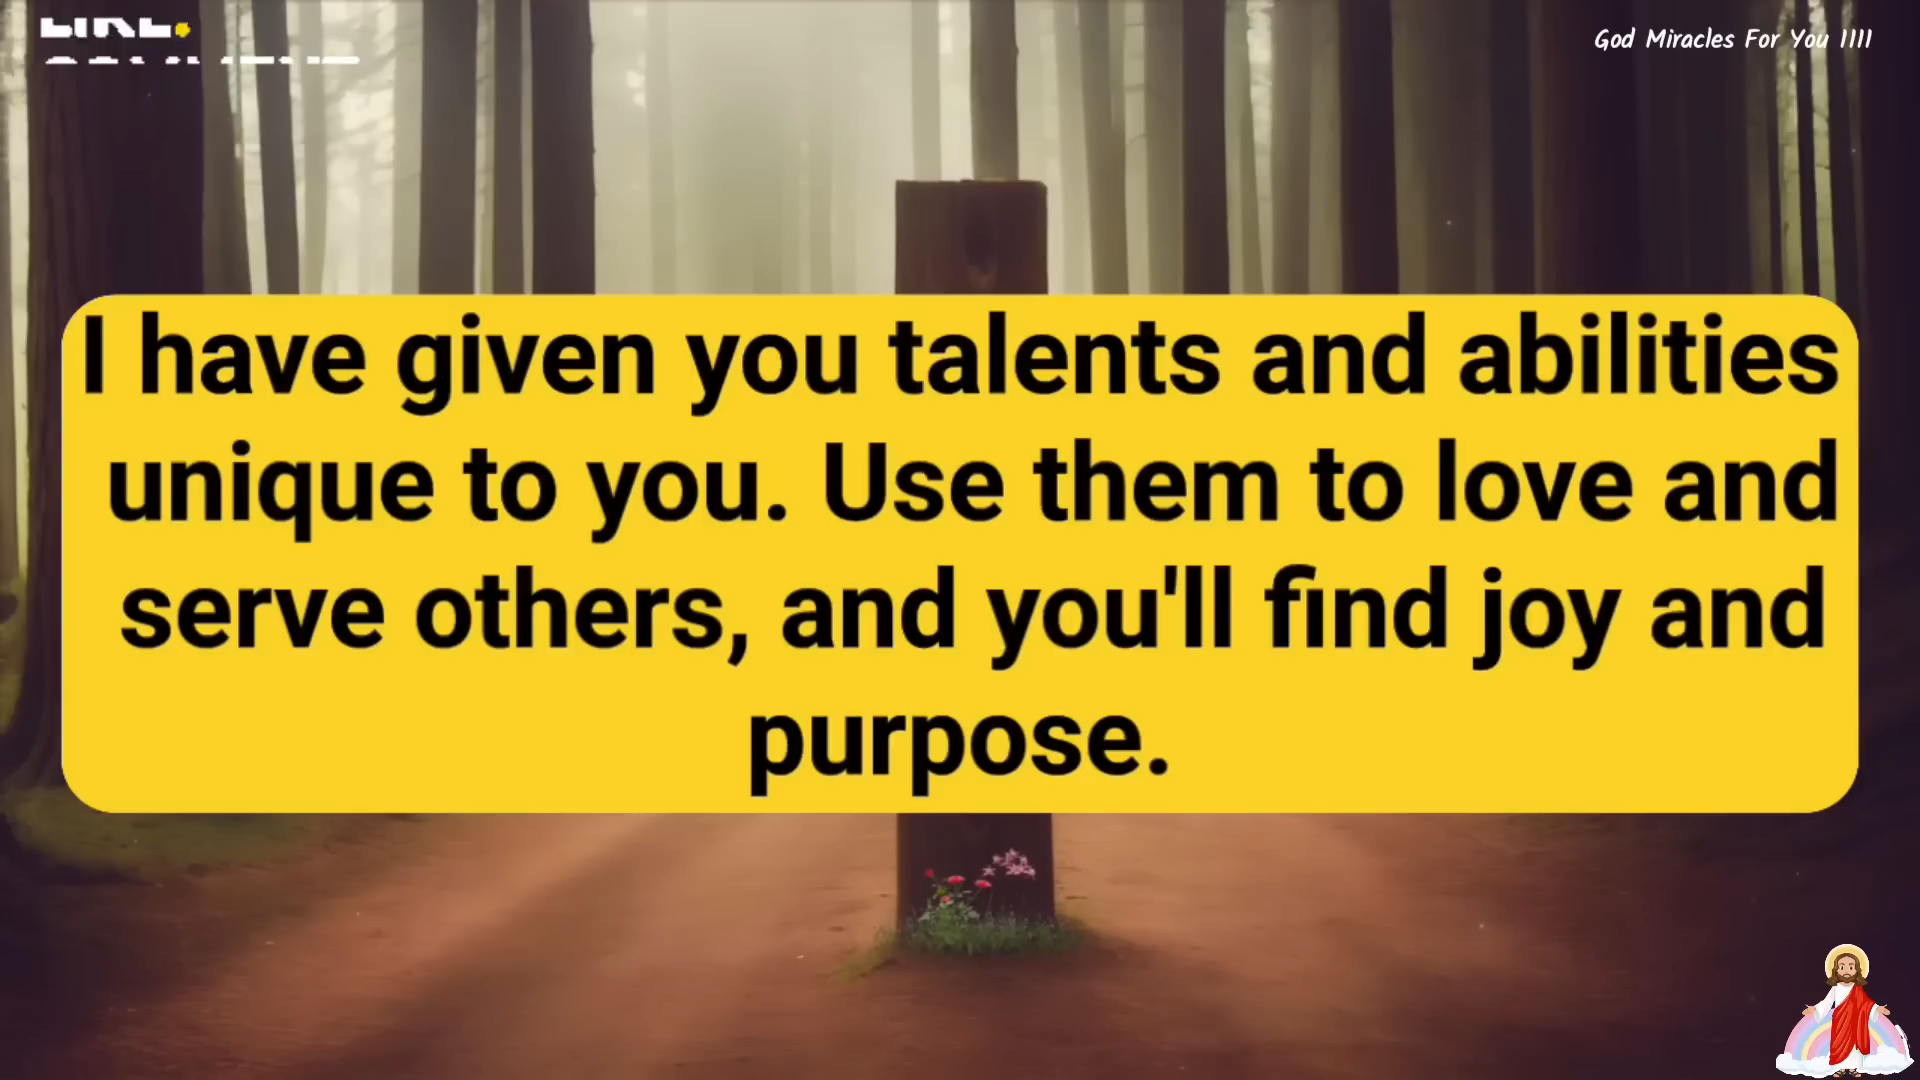 God Miracles For You 1111
I have given you talents and abilities
unique to you. Use them to love and
serve others, and you'll find joy and
purpose.